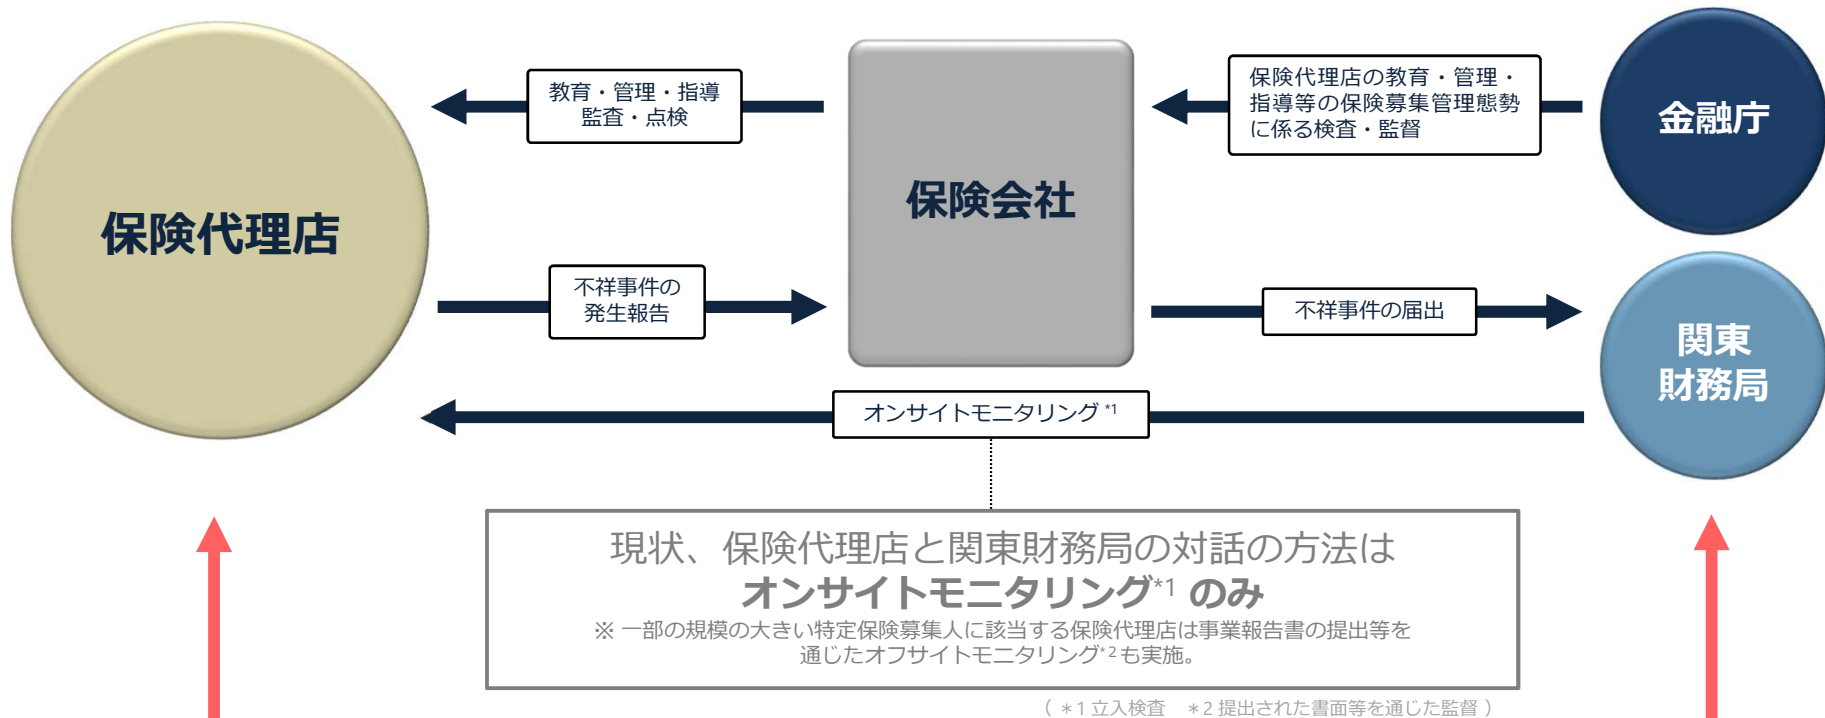 保険代理店
教育・管理・指導
監査・点検
保険会社
保険代理店の教育・管理・
指導等の保険募集管理態勢
に係る検査・監督
金融庁
不祥事件の
発生報告
不祥事件の届出
関東
財務局
オンサイトモニタリング *1
現状、保険代理店と関東財務局の対話の方法は
オンサイトモニタリング*1 のみ
※ 一部の規模の大きい特定保険募集人に該当する保険代理店は事業報告書の提出等を
通じたオフサイトモニタリング*2も実施。
( *1 立入検査 *2 提出された書面等を通じた監督 )